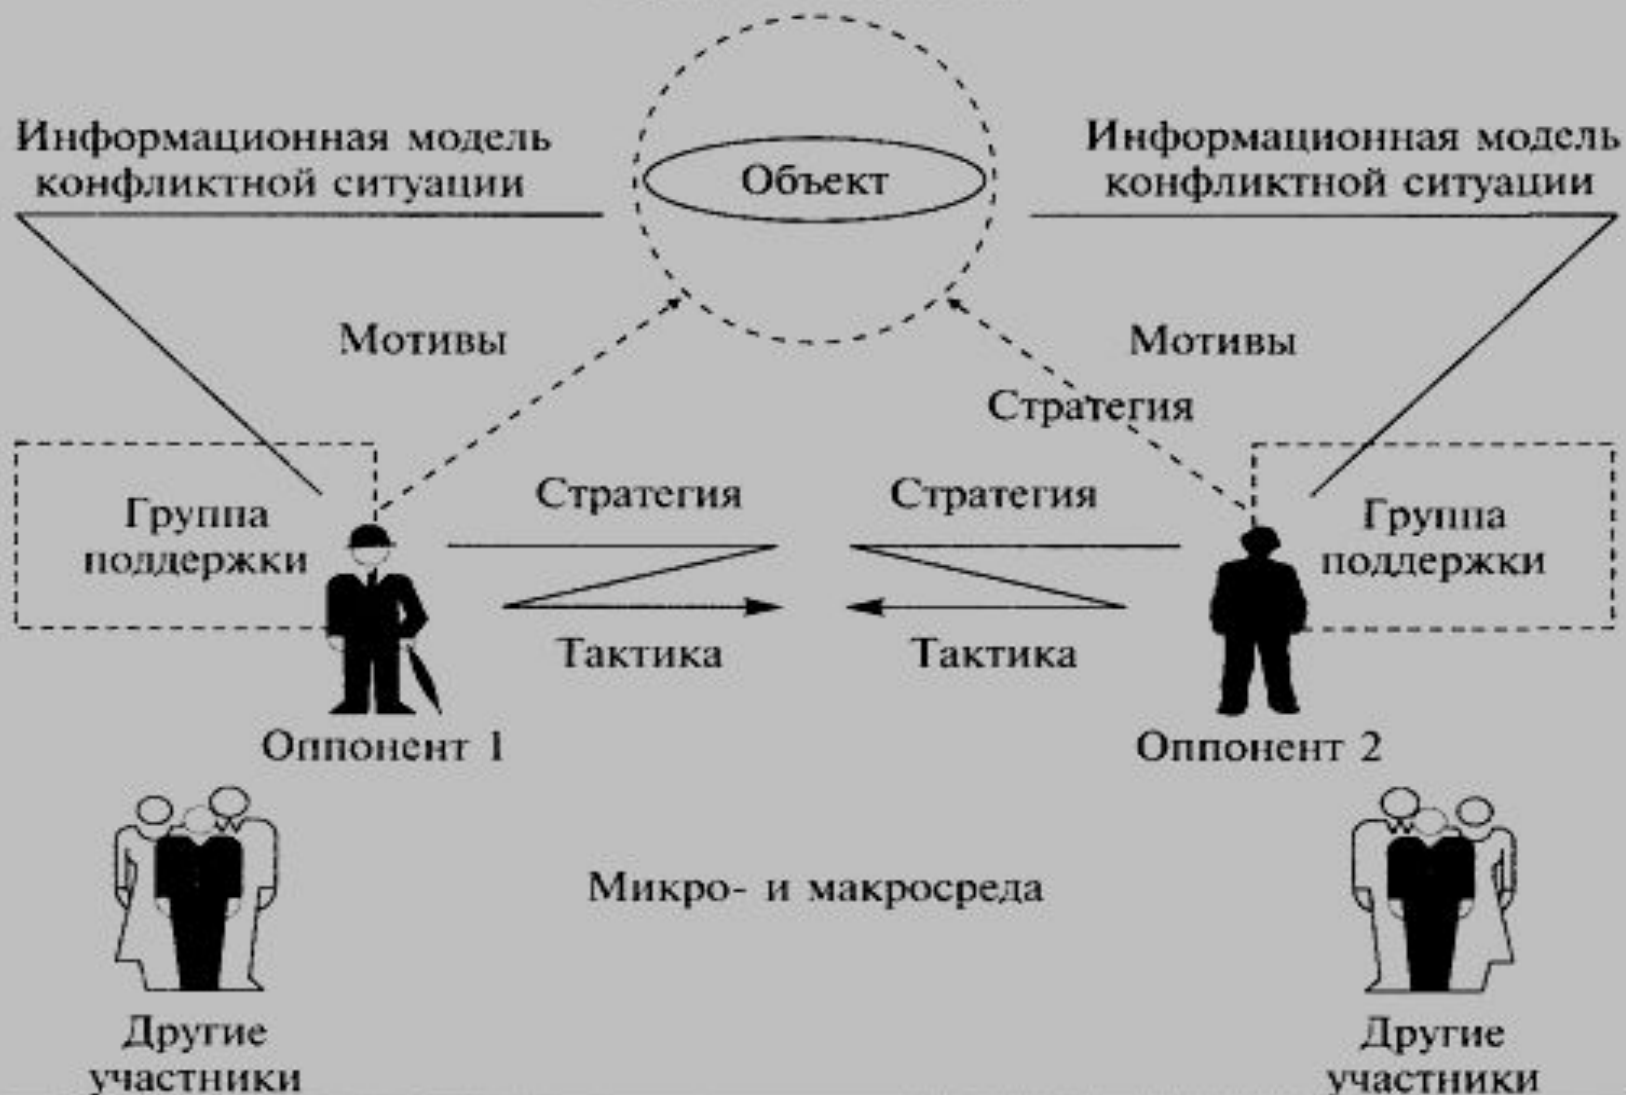 Информационная модель
конфликтной ситуации
Объект
Информационная модель
конфликтной ситуации
Мотивы
Мотивы
Стратегия
Группа
поддержки
Стратегия
Стратегия
Группа
поддержки
Тактика
Тактика
Оппонент 1
Оппонент 2
Микро- и макросреда
Другие
участники
Другие
участники